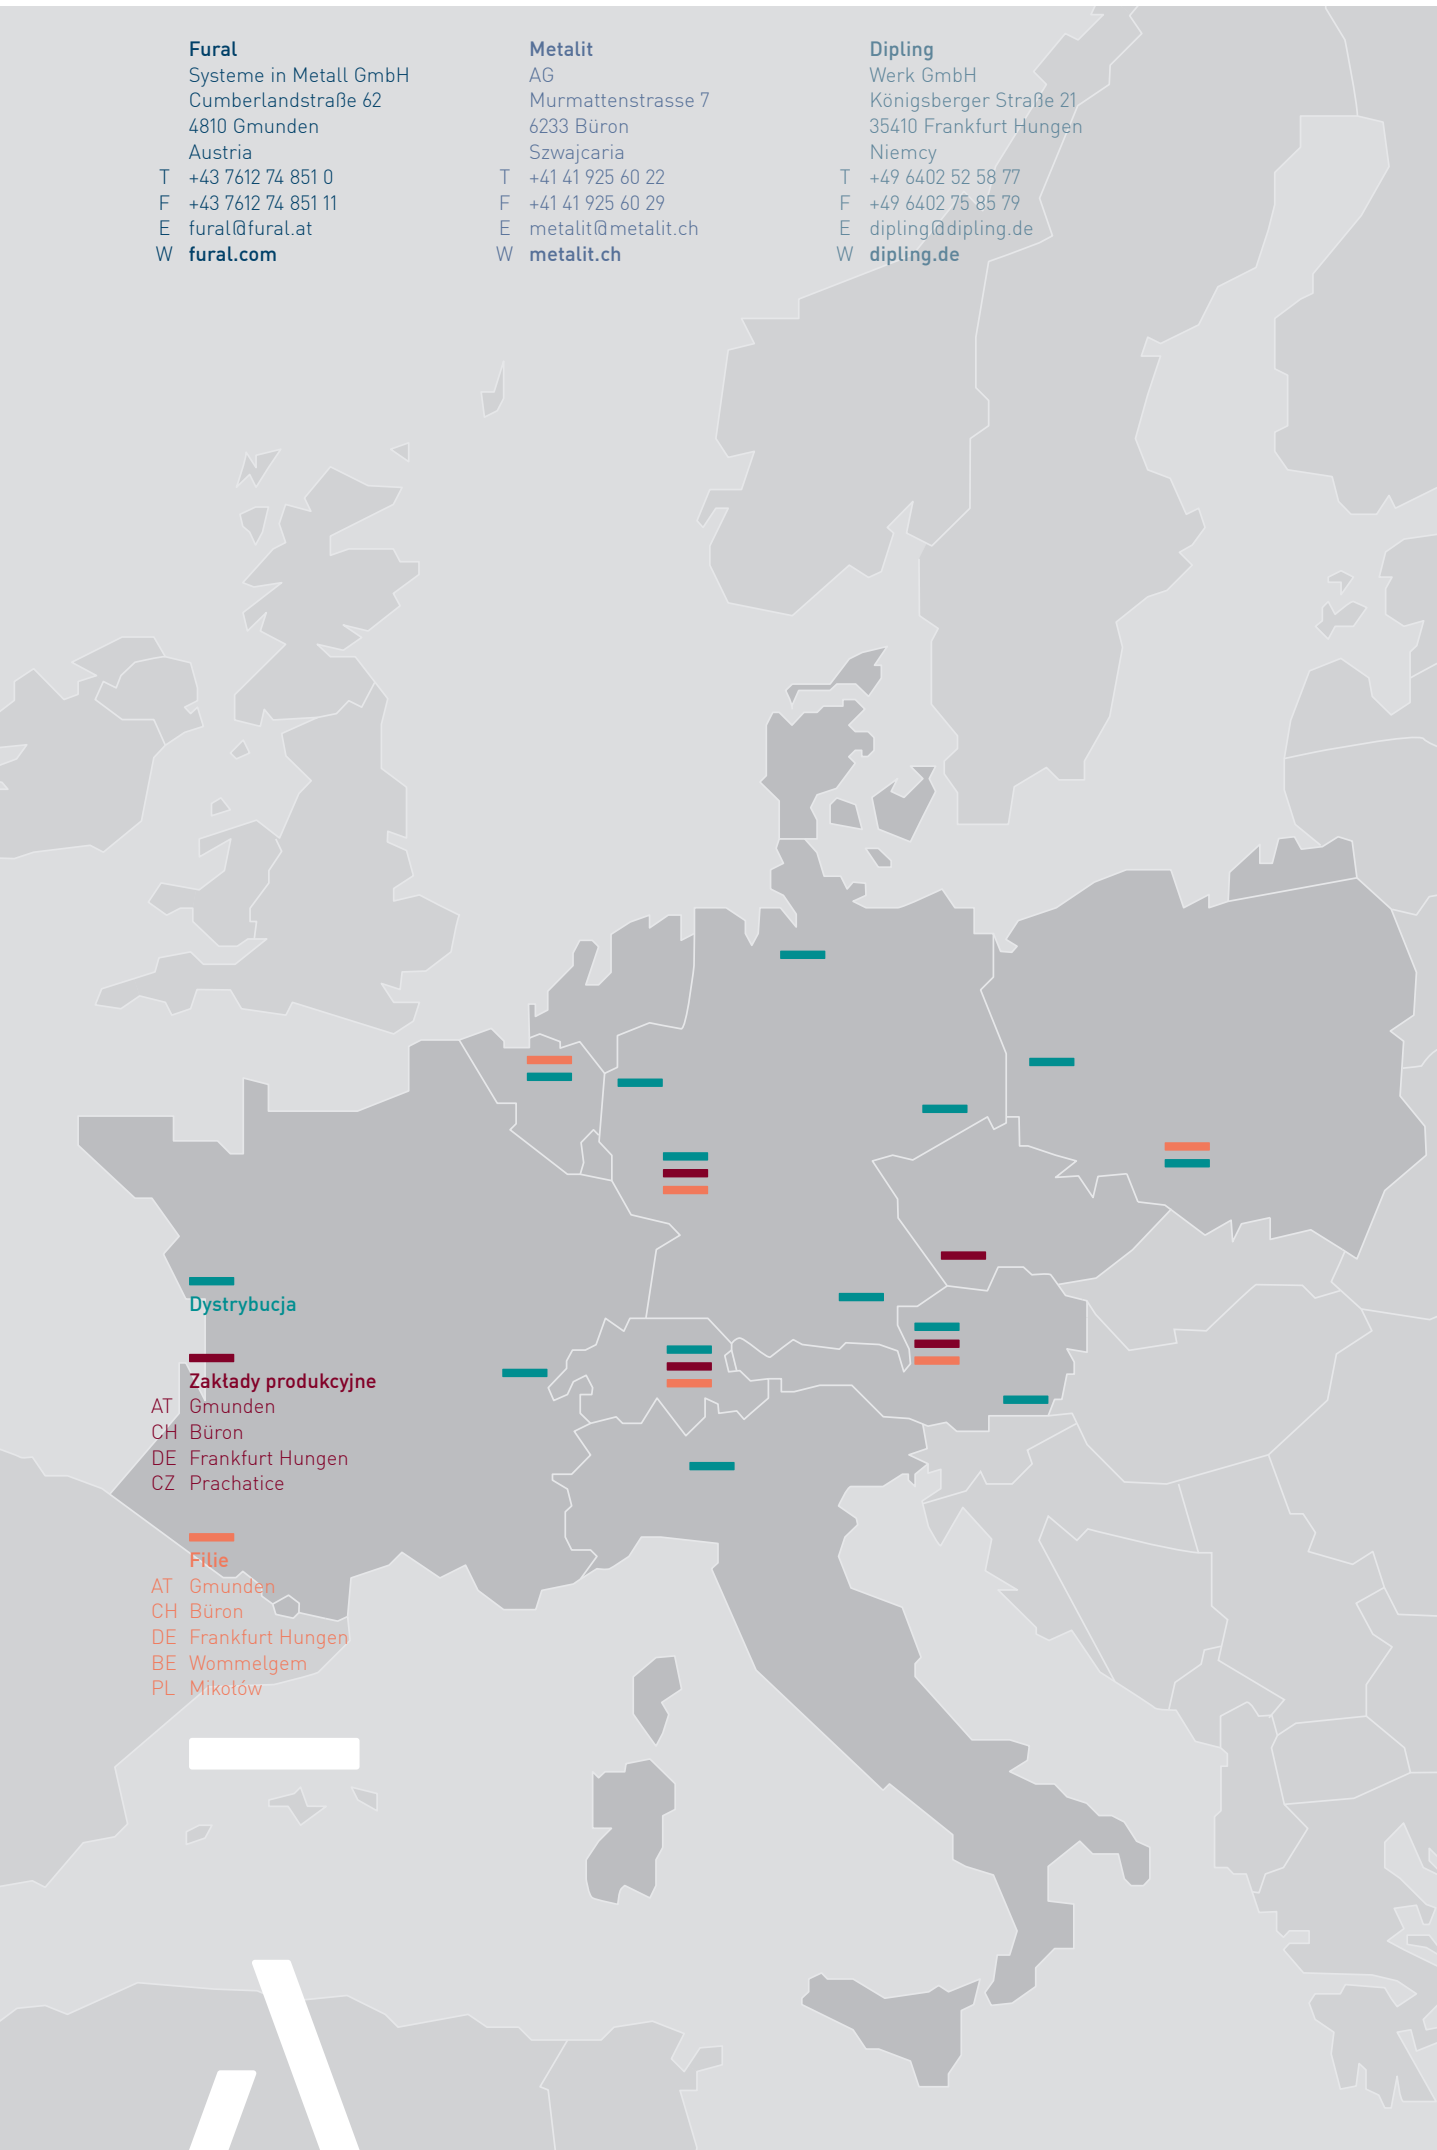 Fural
Systeme in Metall GmbH
Cumberlandstraße 62
4810 Gmunden
Austria
T +43 7612 74 851 0
F +43 7612 74 851 11
E fural@fural.at
W fural.com
Metalit
AG
Murmattenstrasse 7
6233 Büron
Szwajcaria
T +41 41 925 60 22
F +41 41 925 60 29
E metalit@metalit.ch
W metalit.ch
Dipling
Werk GmbH
Königsberger Straße 21
35410 Frankfurt Hungen
Niemcy
T +49 6402 52 58 77
F +49 6402 75 85 79
E dipling@dipling.de
W dipling.de
Dystrybucja
Zakłady produkcyjne
AT Gmunden
CH Büron
DE Frankfurt Hungen
CZ Prachatice
Filie
AT Gmunden
CH Büron
DE Frankfurt Hungen
BE Wommelgem
PL Mikołów